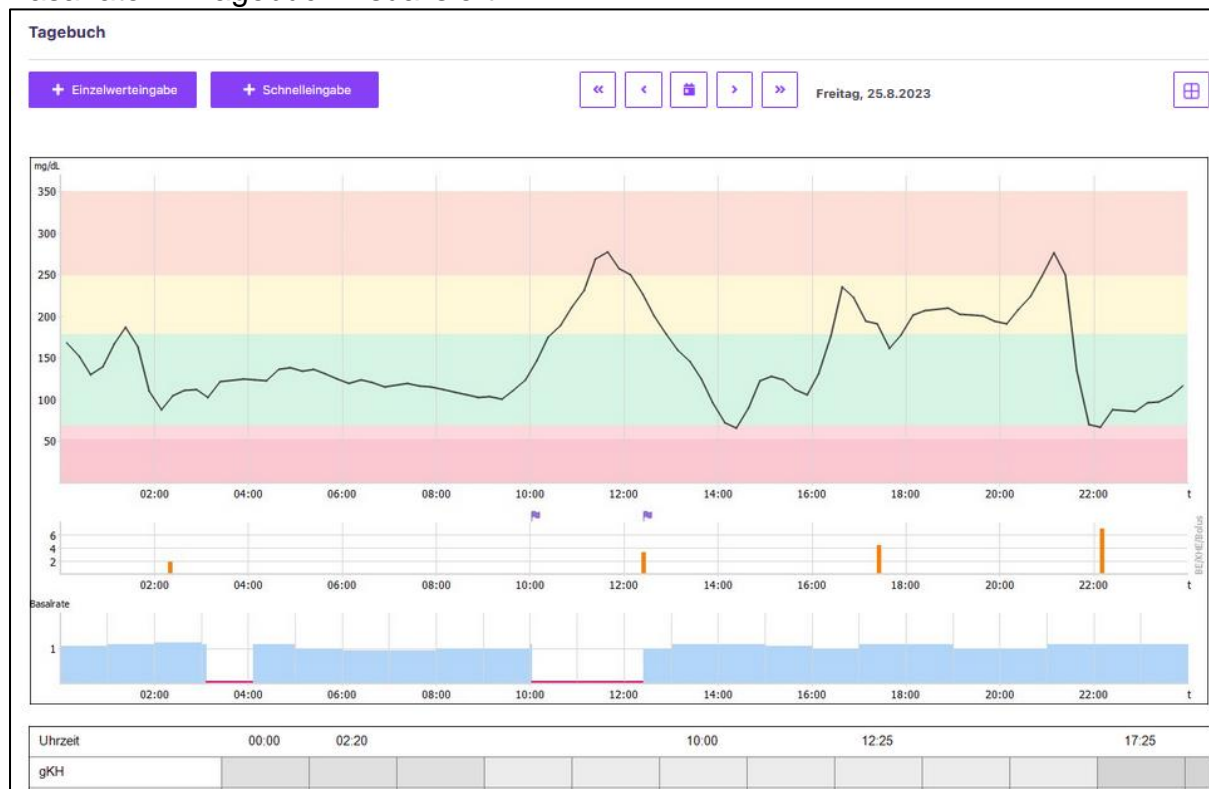 Tagebuch
+ Einzelwerteingabe + Schnelleingabe Freitag, 25.8.2023
mg/dL
350
300
250
200
150
100
50
02:00 04:00 06:00 08:00 10:00 12:00 14:00 16:00 18:00 20:00 22:00 t
6
4
2
BE/KHE/Bolus
02:00 04:00 06:00 08:00 10:00 12:00 14:00 16:00 18:00 20:00 22:00 t
Basalrate
1
02:00 04:00 06:00 08:00 10:00 12:00 14:00 16:00 18:00 20:00 22:00 t
Uhrzeit 00:00 02:20 10:00 12:25 17:25
gKH